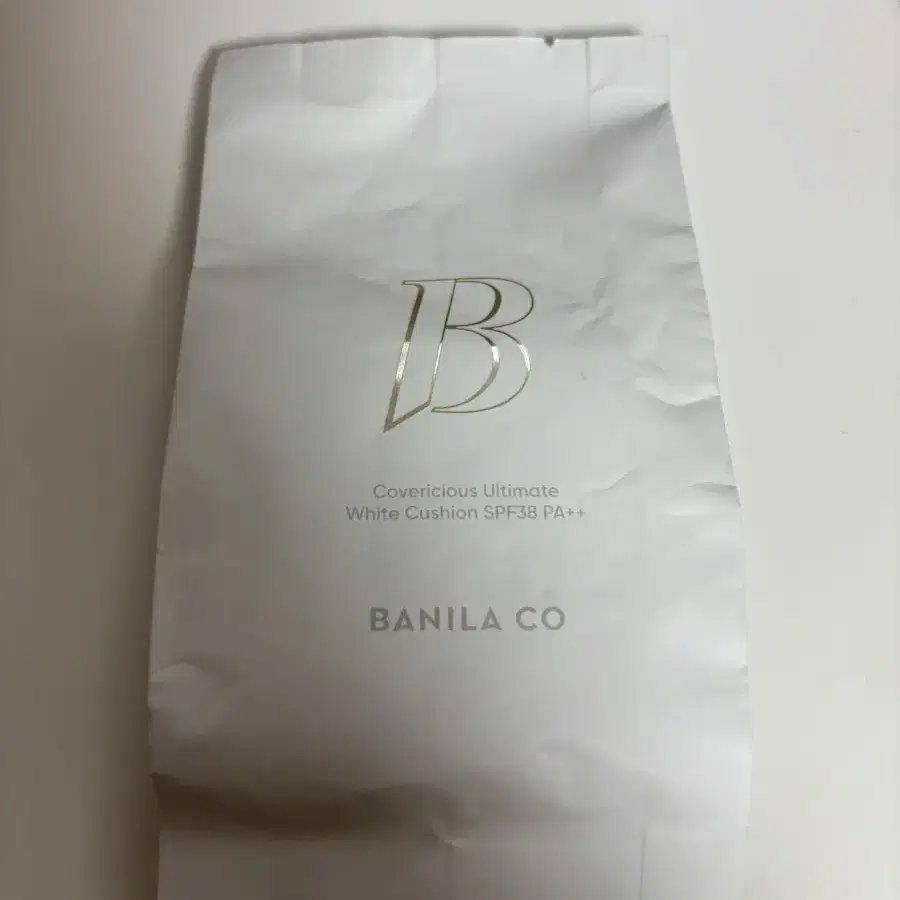 B
Covericious Ultimate
White Cushion SPF38 PA++
BANILA CO